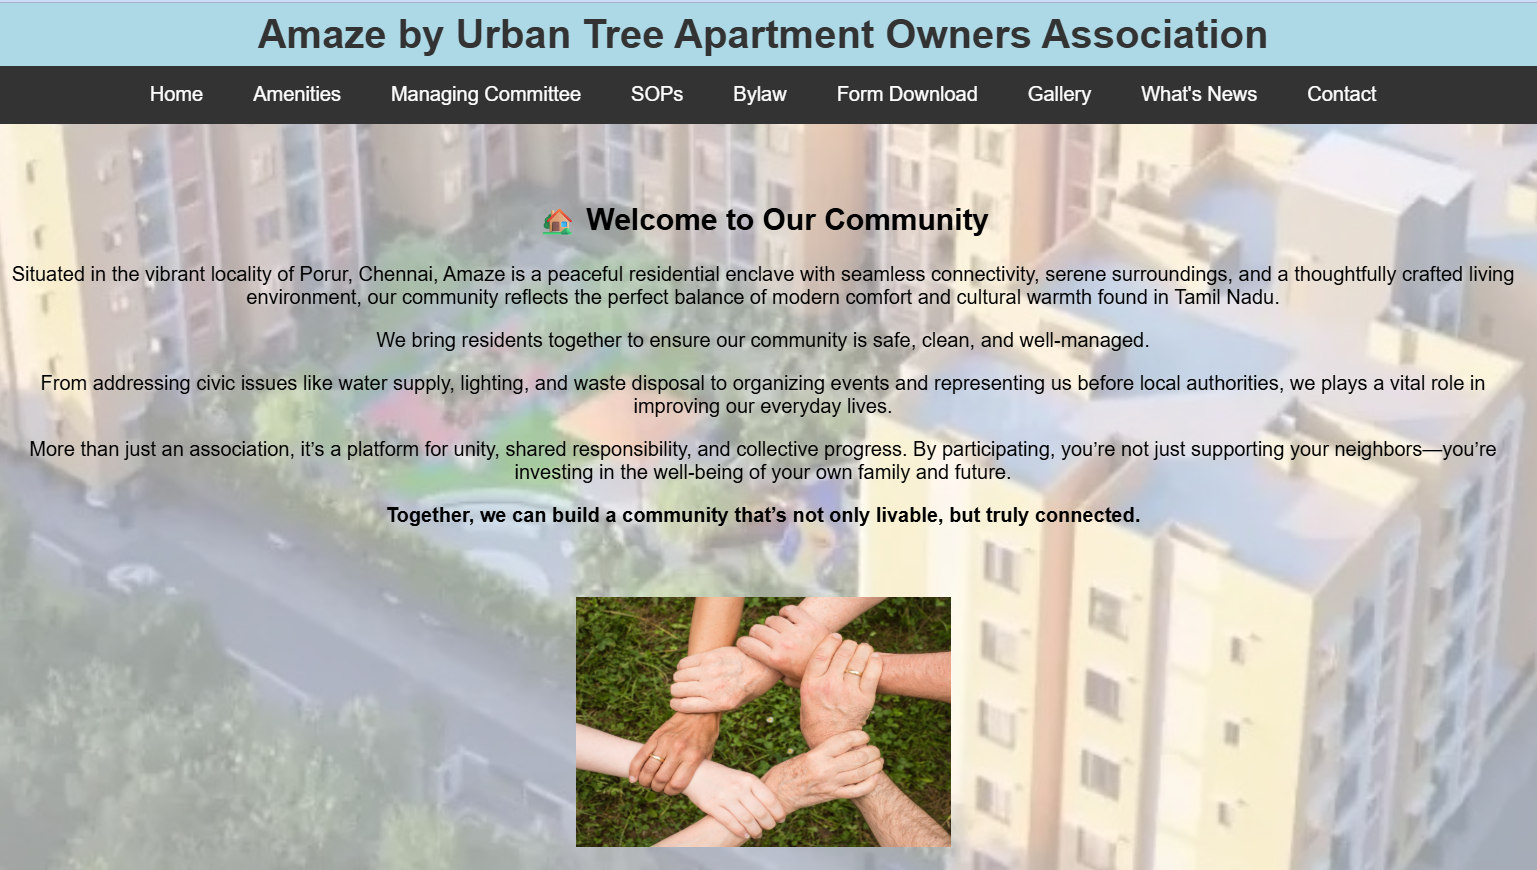 Amaze by Urban Tree Apartment Owners Association
Home Amenities Managing Committee SOPs Bylaw Form Download Gallery What's News Contact
Welcome to Our Community
Situated in the vibrant locality of Porur, Chennai, Amaze is a peaceful residential enclave with seamless connectivity, serene surroundings, and a thoughtfully crafted living
environment, our community reflects the perfect balance of modern comfort and cultural warmth found in Tamil Nadu.
We bring residents together to ensure our community is safe, clean, and well-managed.
From addressing civic issues like water supply, lighting, and waste disposal to organizing events and representing us before local authorities, we plays a vital role in
improving our everyday lives.
More than just an association, it’s a platform for unity, shared responsibility, and collective progress. By participating, you’re not just supporting your neighbors—you’re
investing in the well-being of your own family and future.
Together, we can build a community that’s not only livable, but truly connected.